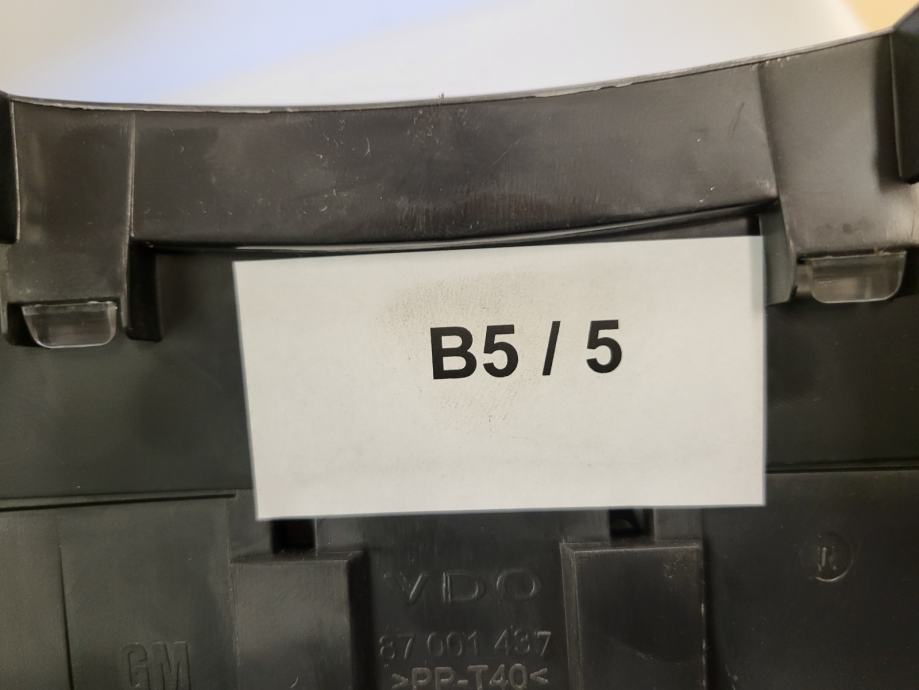 B5 / 5
R
VDO
87 001 437
GM
>PP-T40<